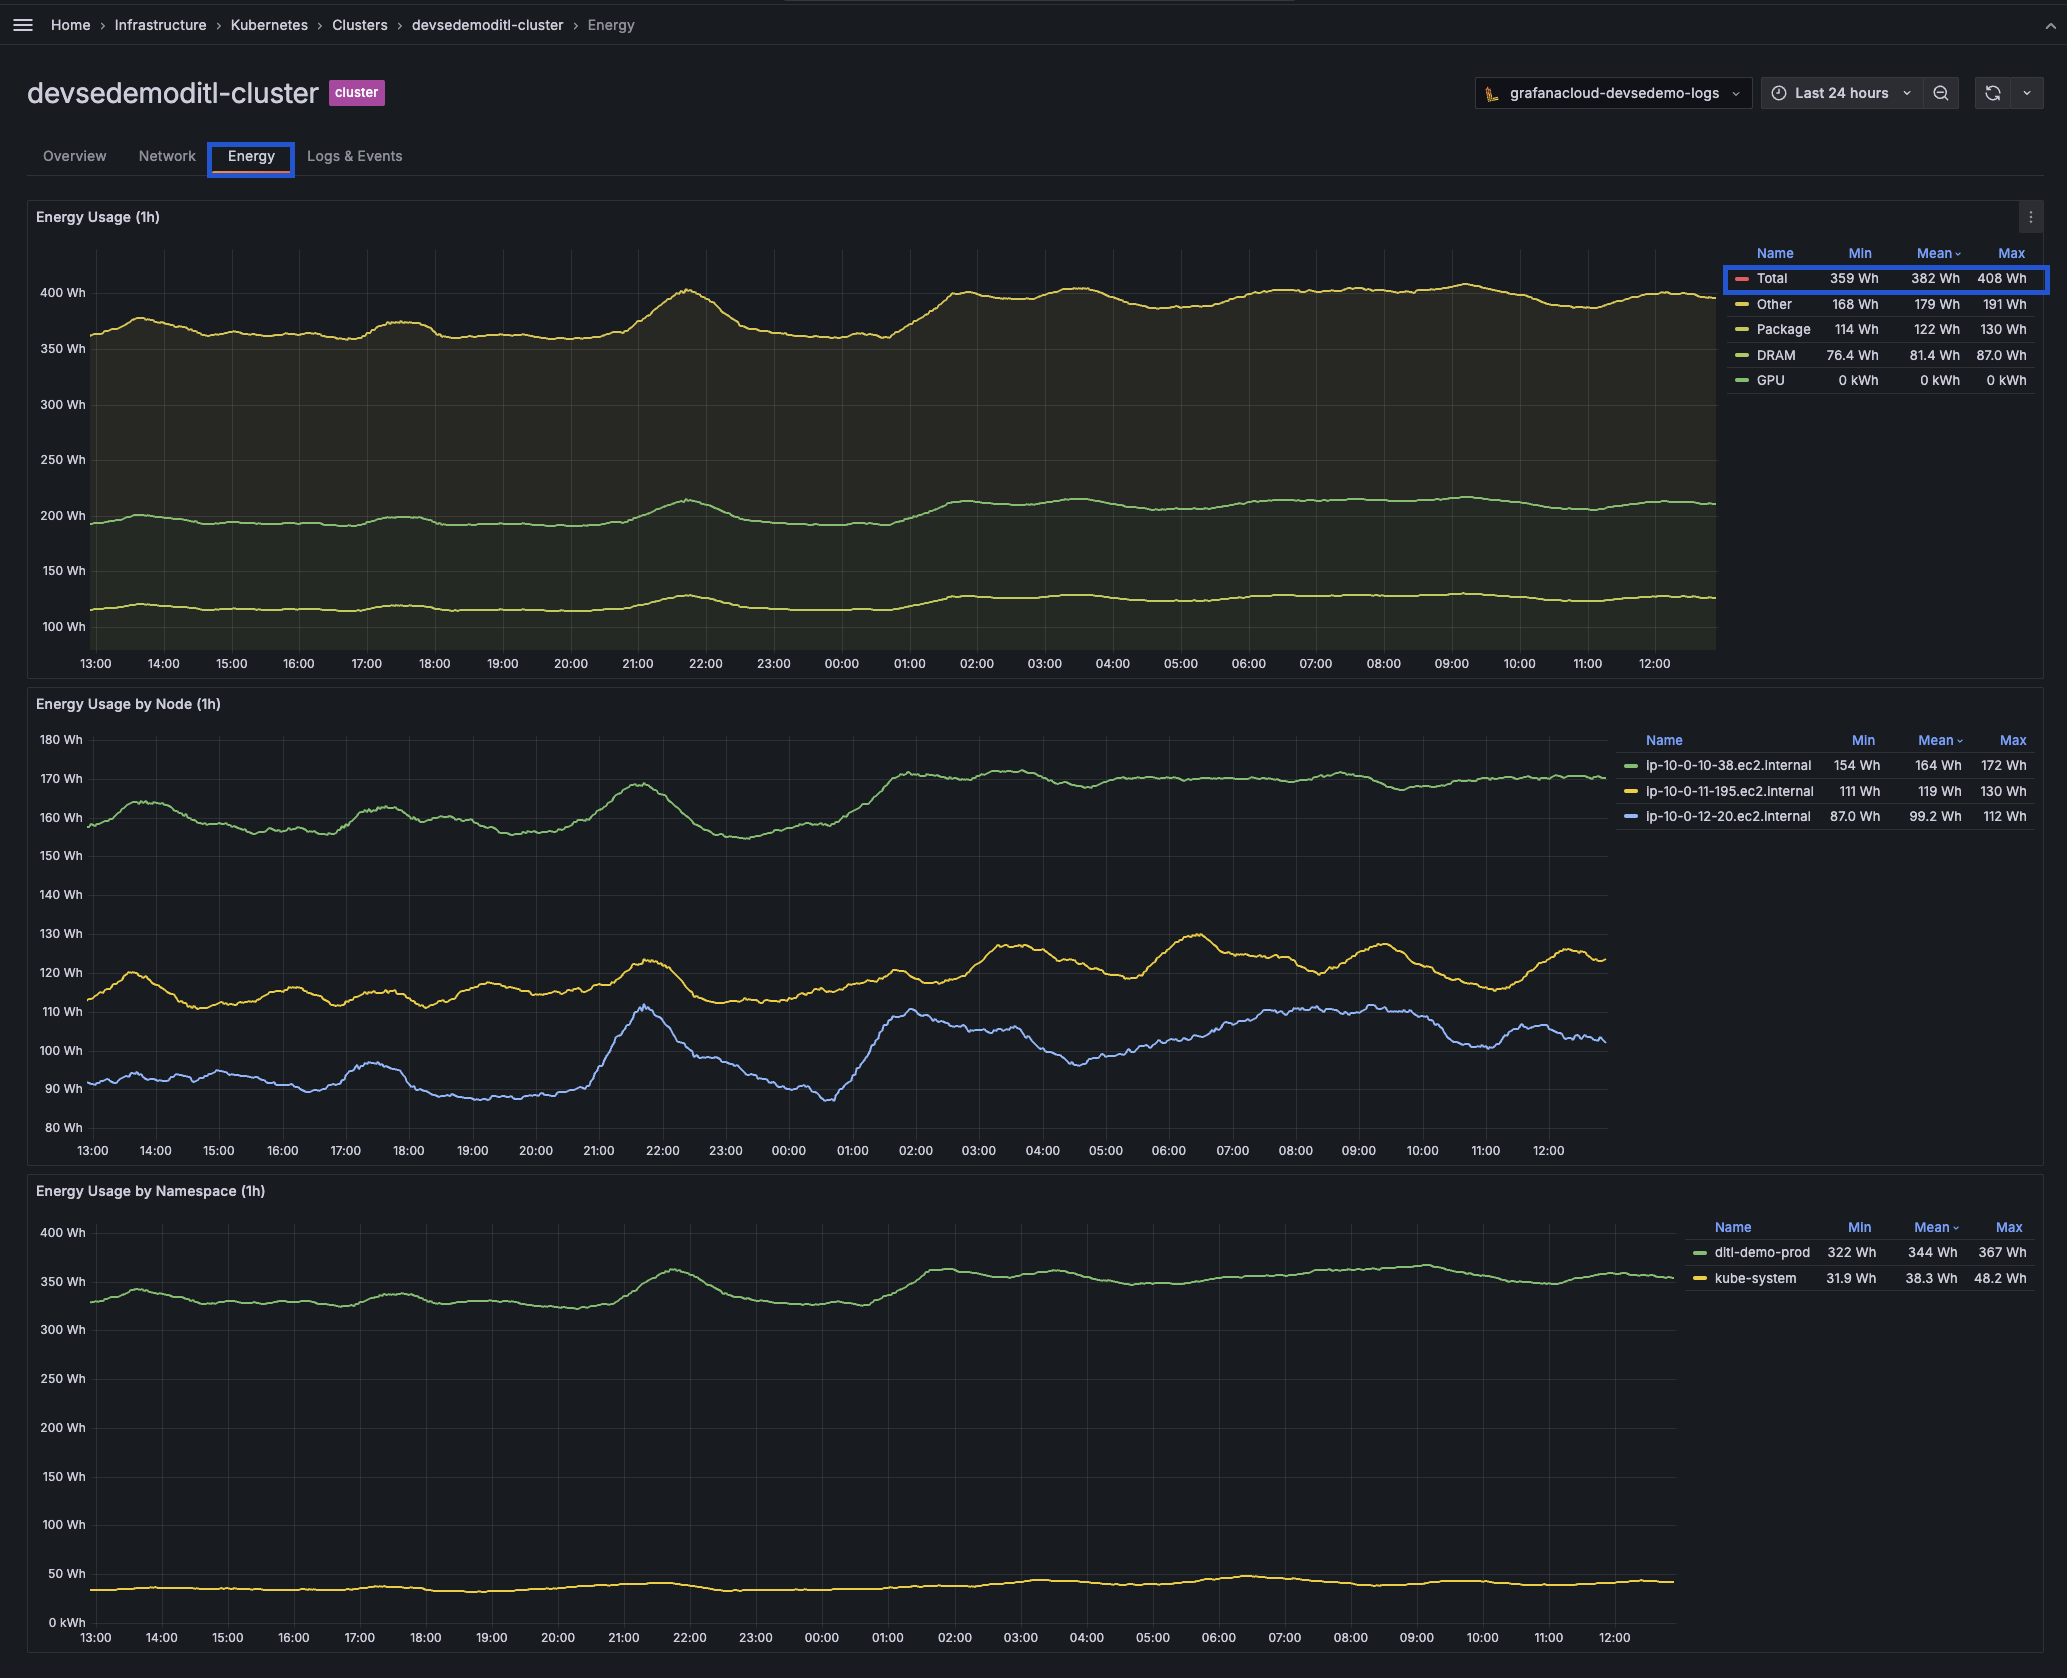 Home › Infrastructure › Kubernetes › Clusters › devsedemoditl-cluster › Energy
devsedemoditl-cluster cluster
grafanacloud-devsedemo-logs Last 24 hours
Overview Network Energy Logs & Events
Energy Usage (1h)
Name Min Mean Max
Total 359 Wh 382 Wh 408 Wh
Other 168 Wh 179 Wh 191 Wh
Package 114 Wh 122 Wh 130 Wh
DRAM 76.4 Wh 81.4 Wh 87.0 Wh
GPU 0 kWh 0 kWh 0 kWh
400 Wh
350 Wh
300 Wh
250 Wh
200 Wh
150 Wh
100 Wh
13:00 14:00 15:00 16:00 17:00 18:00 19:00 20:00 21:00 22:00 23:00 00:00 01:00 02:00 03:00 04:00 05:00 06:00 07:00 08:00 09:00 10:00 11:00 12:00
Energy Usage by Node (1h)
Name Min Mean Max
ip-10-0-10-38.ec2.internal 154 Wh 164 Wh 172 Wh
ip-10-0-11-195.ec2.internal 111 Wh 119 Wh 130 Wh
ip-10-0-12-20.ec2.internal 87.0 Wh 99.2 Wh 112 Wh
180 Wh
170 Wh
160 Wh
150 Wh
140 Wh
130 Wh
120 Wh
110 Wh
100 Wh
90 Wh
80 Wh
13:00 14:00 15:00 16:00 17:00 18:00 19:00 20:00 21:00 22:00 23:00 00:00 01:00 02:00 03:00 04:00 05:00 06:00 07:00 08:00 09:00 10:00 11:00 12:00
Energy Usage by Namespace (1h)
Name Min Mean Max
ditl-demo-prod 322 Wh 344 Wh 367 Wh
kube-system 31.9 Wh 38.3 Wh 48.2 Wh
400 Wh
350 Wh
300 Wh
250 Wh
200 Wh
150 Wh
100 Wh
50 Wh
0 kWh
13:00 14:00 15:00 16:00 17:00 18:00 19:00 20:00 21:00 22:00 23:00 00:00 01:00 02:00 03:00 04:00 05:00 06:00 07:00 08:00 09:00 10:00 11:00 12:00